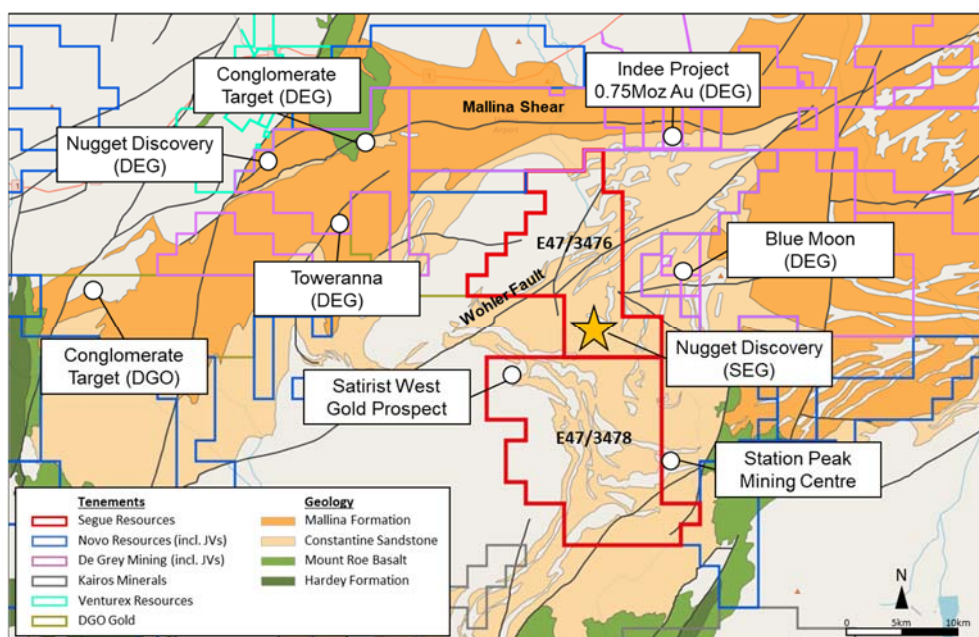 Conglomerate
Target (DEG)
Indee Project
0.75Moz Au (DEG)
Mallina Shear
Nugget Discovery
(DEG)
1
1
E47/3476
Blue Moon
(DEG)
Toweranna
(DEG)
Wohler Fault
Conglomerate
Target (DGO)
Nugget Discovery
(SEG)
Satirist West
Gold Prospect
E47/3478
Station Peak
Mining Centre
Tenements
Segue Resources
Novo Resources (incl. JVs)
De Grey Mining (incl. JVs)
Kairos Minerals
Venturex Resources
DGO Gold
Geology
Mallina Formation
Constantine Sandstone
Mount Roe Basalt
Hardey Formation
N
0 5km 10km